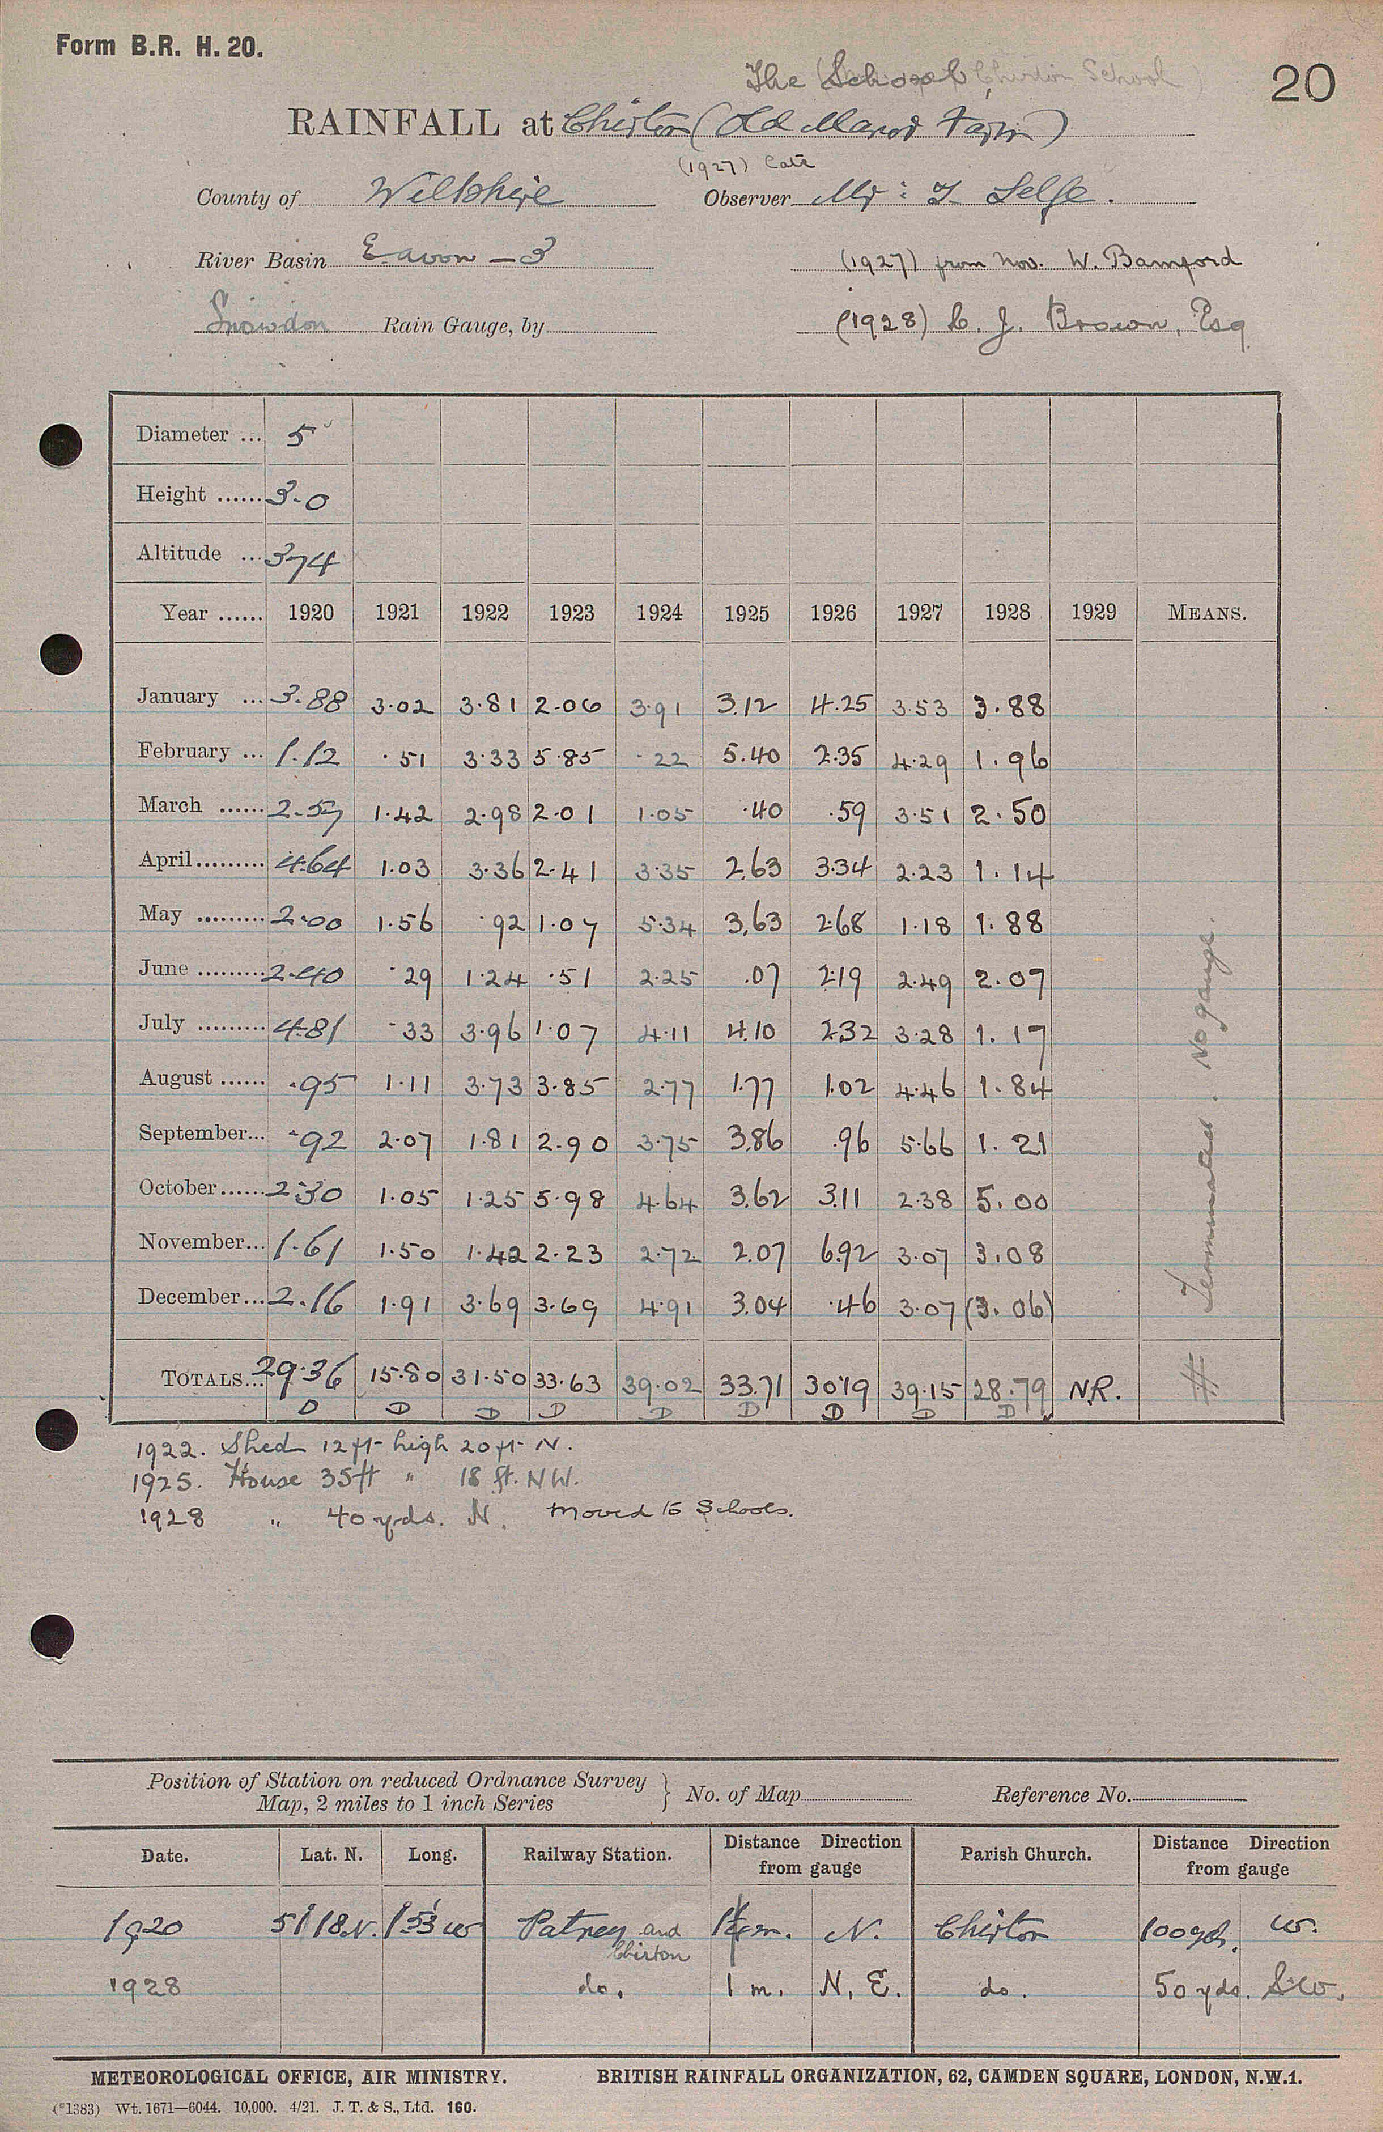 Form B.R. H. 20.
The School, (Chirton School)
20
RAINFALL at Chirton (Old Manor Farm)
(1927) Late
County of Wiltshire Observer Mr: T Selfe.
River Basin E. Avon - 3 (1927) from Nov. W. Bamford
Snowdon Rain Gauge, by (1928) C. J. Brown, Esq
Diameter ... 5"
Height ...... 3.0
Altitude ... 374
Year ...... 1920 1921 1922 1923 1924 1925 1926 1927 1928 1929 MEANS.
January ... 3.88 3.02 3.81 2.06 3.91 3.12 4.25 3.53 3.88
February ... 1.12 .51 3.33 5.85 .22 5.40 2.35 4.29 1.96
March ...... 2.57 1.42 2.98 2.01 1.05 .40 .59 3.51 2.50
April ......... 4.64 1.03 3.36 2.41 3.35 2.63 3.34 2.23 1.14
May ......... 2.00 1.56 .92 1.07 5.34 3.63 2.68 1.18 1.88
June ......... 2.40 .29 1.24 .51 2.25 .07 2.19 2.49 2.07
July ......... 4.81 .33 3.96 1.07 4.11 4.10 2.32 3.28 1.17
August ...... .95 1.11 3.73 3.85 2.77 1.77 1.02 4.46 1.84
September... .92 2.07 1.81 2.90 3.75 3.86 .96 5.66 1.21
October...... 2.30 1.05 1.25 5.98 4.64 3.62 3.11 2.38 5.00
November... 1.61 1.50 1.42 2.23 2.72 2.07 6.92 3.07 3.08
December... 2.16 1.91 3.69 3.69 4.91 3.04 .46 3.07 (3.06)
TOTALS... 29.36 15.80 31.50 33.63 39.02 33.71 30.19 39.15 28.79 N.R.
D D D D D D D D D
# Terminated. No gauge.
1922. Shed 12 ft high 20 ft N.
1925. House 35 ft " 18 ft. NW.
1928 " 40 yds. N. Moved to Schools.
Position of Station on reduced Ordnance Survey
Map, 2 miles to 1 inch Series } No. of Map Reference No.
Date. Lat. N. Long. Railway Station. Distance Direction from gauge Parish Church. Distance Direction from gauge
1920 51°18' N. 1°53' W Patney and Chirton 1¼ m. N. Chirton 100 yds. W.
1928 do. 1 m. N. E. do. 50 yds. SW.
METEOROLOGICAL OFFICE, AIR MINISTRY. BRITISH RAINFALL ORGANIZATION, 62, CAMDEN SQUARE, LONDON, N.W.1.
(*1383) Wt. 1671—6044. 10,000. 4/21. J. T. & S., Ltd. 160.